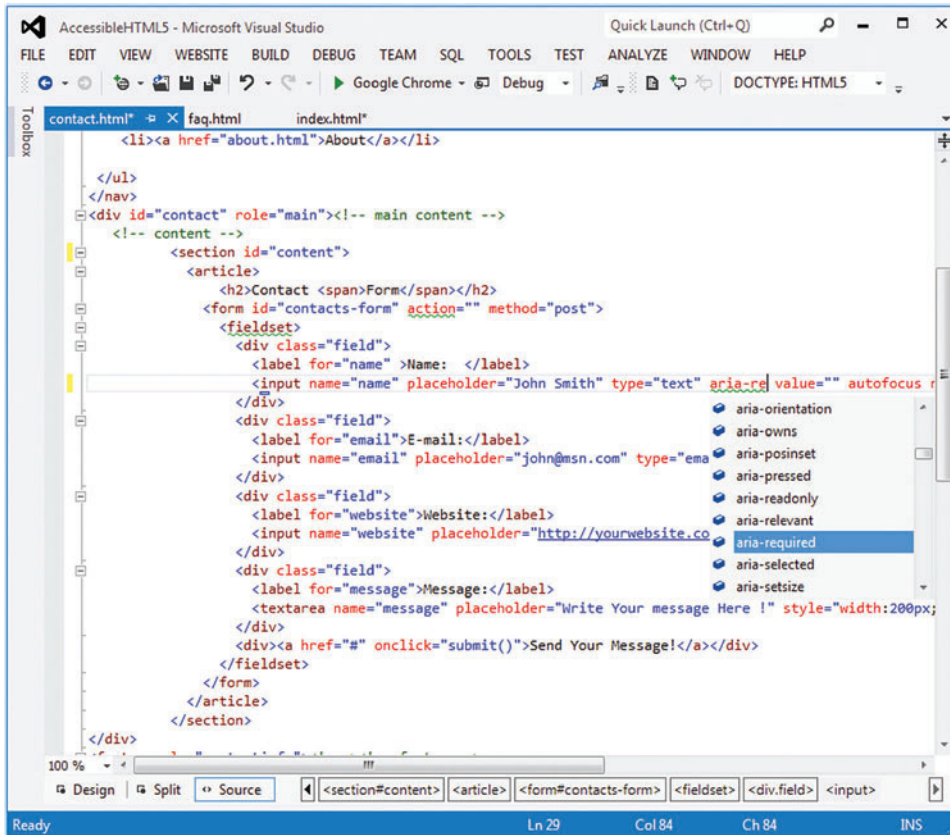 AccessibleHTML5 - Microsoft Visual Studio Quick Launch (Ctrl+Q)
FILE EDIT VIEW WEBSITE BUILD DEBUG TEAM SQL TOOLS TEST ANALYZE WINDOW HELP
Google Chrome Debug DOCTYPE: HTML5
Toolbox
contact.html* faq.html index.html*
<li><a href="about.html">About</a></li>
</ul>
</nav>
<div id="contact" role="main"><!-- main content -->
<!-- content -->
<section id="content">
<article>
<h2>Contact <span>Form</span></h2>
<form id="contacts-form" action="" method="post">
<fieldset>
<div class="field">
<label for="name" >Name:  </label>
<input name="name" placeholder="John Smith" type="text" aria-re value="" autofocus
</div>
<div class="field">
<label for="email">E-mail:</label>
<input name="email" placeholder="john@msn.com" type="ema
</div>
<div class="field">
<label for="website">Website:</label>
<input name="website" placeholder="http://yourwebsite.co
</div>
<div class="field">
<label for="message">Message:</label>
<textarea name="message" placeholder="Write Your message Here !" style="width:200px;
</div>
<div><a href="#" onclick="submit()">Send Your Message!</a></div>
</fieldset>
</form>
</article>
</section>
</div>
aria-orientation
aria-owns
aria-posinset
aria-pressed
aria-readonly
aria-relevant
aria-required
aria-selected
aria-setsize
100 %
Design Split Source <section#content> <article> <form#contacts-form> <fieldset> <div.field> <input>
Ready Ln 29 Col 84 Ch 84 INS